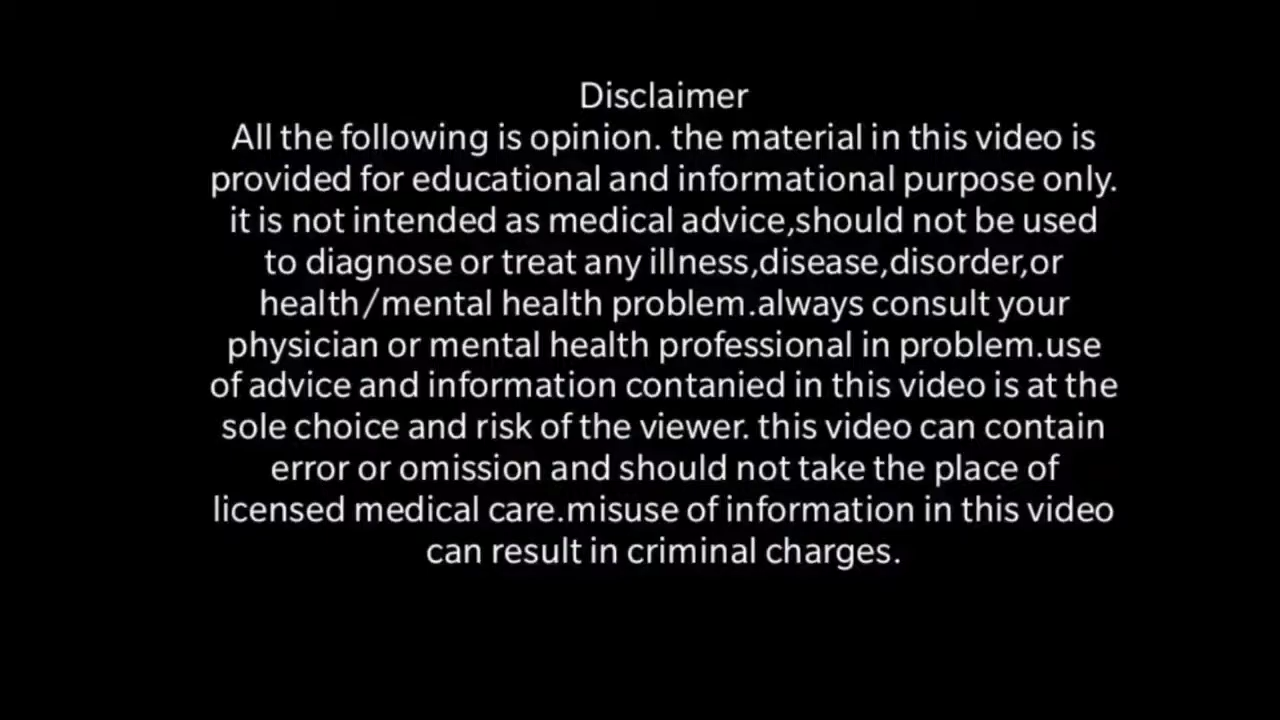 Disclaimer
All the following is opinion. the material in this video is
provided for educational and informational purpose only.
it is not intended as medical advice,should not be used
to diagnose or treat any illness,disease,disorder,or
health/mental health problem.always consult your
physician or mental health professional in problem.use
of advice and information contanied in this video is at the
sole choice and risk of the viewer. this video can contain
error or omission and should not take the place of
licensed medical care.misuse of information in this video
can result in criminal charges.